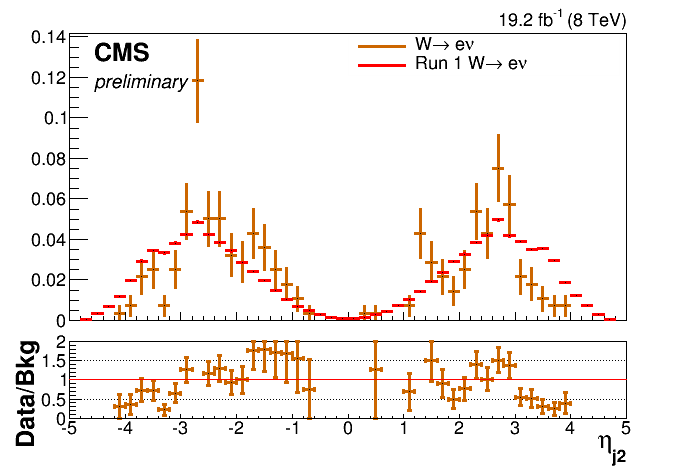 19.2 fb⁻¹ (8 TeV)
0.14
CMS
W→ eν
preliminary
Run 1 W→ eν
0.12
0.1
0.08
0.06
0.04
0.02
0
Data/Bkg
2
1.5
1
0.5
0
-5 -4 -3 -2 -1 0 1 2 3 4 5
η j2